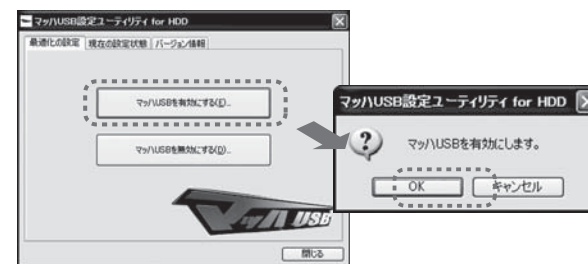 マッハUSB設定ユーティリティ for HDD
最適化の設定 現在の設定状態 バージョン情報
マッハUSBを有効にする(E)...
マッハUSBを無効にする(D)...
マッハ USB
閉じる
マッハUSB設定ユーティリティ for HDD
マッハUSBを有効にします。
OK キャンセル